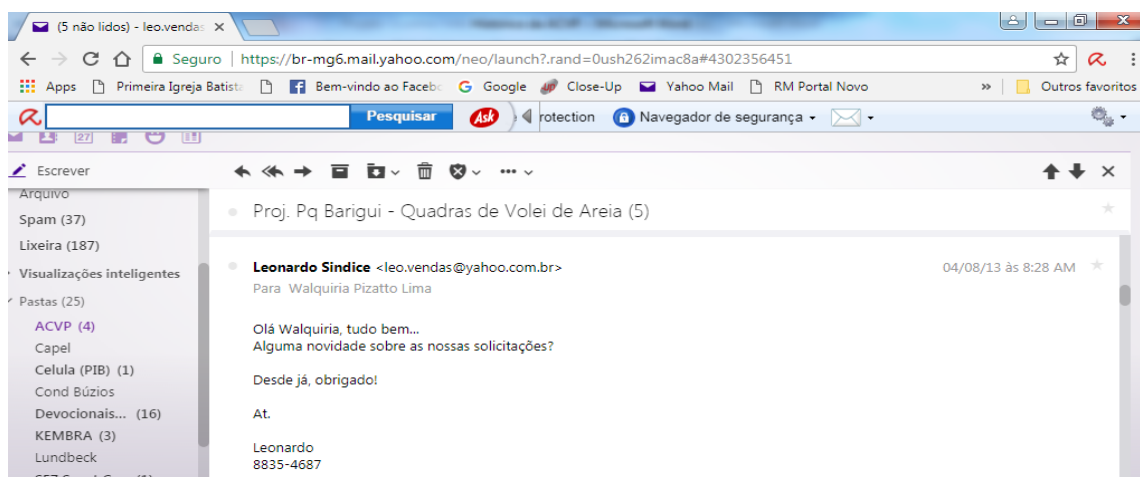 (5 não lidos) - leo.vendas
Seguro | https://br-mg6.mail.yahoo.com/neo/launch?.rand=0ush262imac8a#4302356451
Apps Primeira Igreja Batista Bem-vindo ao Facebo Google Close-Up Yahoo Mail RM Portal Novo » Outros favoritos
Pesquisar Ask rotection Navegador de segurança
27
Escrever
Arquivo
Proj. Pq Barigui - Quadras de Volei de Areia (5)
Spam (37)
Lixeira (187)
Visualizações inteligentes
Leonardo Sindice <leo.vendas@yahoo.com.br> 04/08/13 às 8:28 AM
Para Walquiria Pizatto Lima
Pastas (25)
ACVP (4)
Capel
Celula (PIB) (1)
Cond Búzios
Devocionais... (16)
KEMBRA (3)
Lundbeck
Olá Walquiria, tudo bem...
Alguma novidade sobre as nossas solicitações?
Desde já, obrigado!
At.
Leonardo
8835-4687